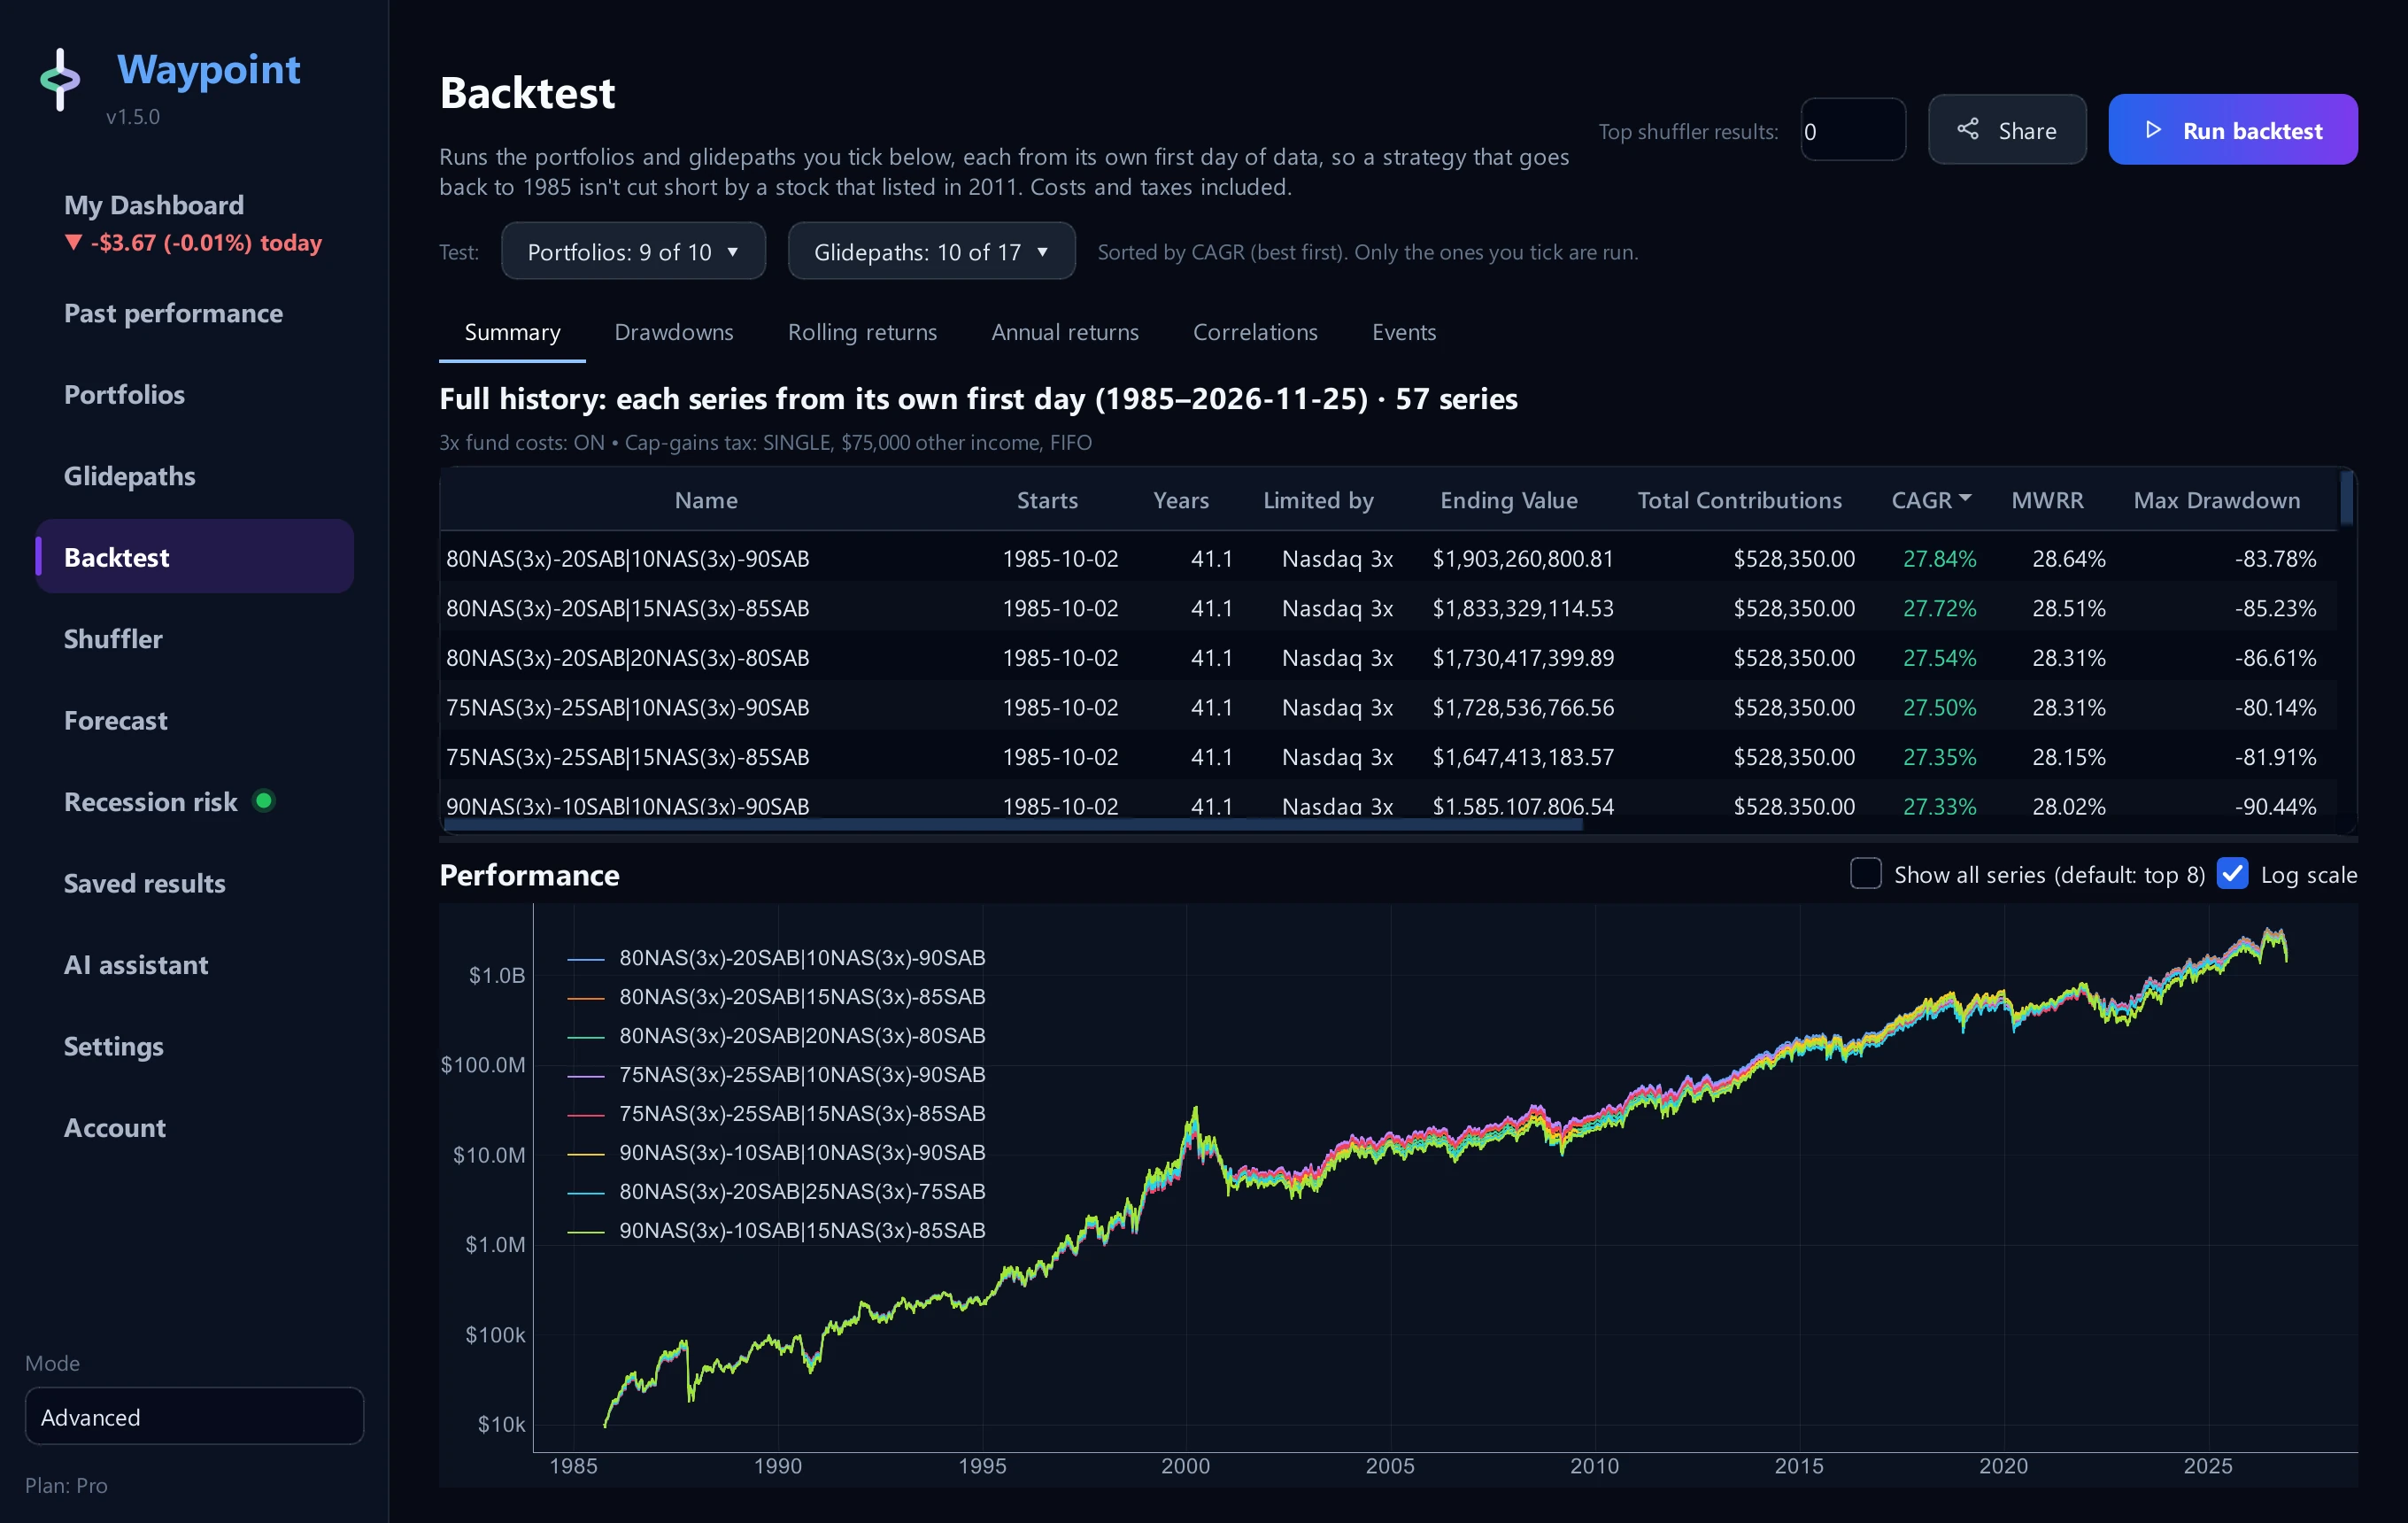 Waypoint
v1.5.0
My Dashboard
▼ -$3.67 (-0.01%) today
Past performance
Portfolios
Glidepaths
Backtest
Shuffler
Forecast
Recession risk
Saved results
AI assistant
Settings
Account
Mode
Advanced
Plan: Pro
Backtest
Runs the portfolios and glidepaths you tick below, each from its own first day of data, so a strategy that goes
back to 1985 isn't cut short by a stock that listed in 2011. Costs and taxes included.
Top shuffler results: 0 Share Run backtest
Test: Portfolios: 9 of 10 ▼ Glidepaths: 10 of 17 ▼ Sorted by CAGR (best first). Only the ones you tick are run.
Summary Drawdowns Rolling returns Annual returns Correlations Events
Full history: each series from its own first day (1985–2026-11-25) · 57 series
3x fund costs: ON • Cap-gains tax: SINGLE, $75,000 other income, FIFO
Name Starts Years Limited by Ending Value Total Contributions CAGR MWRR Max Drawdown
80NAS(3x)-20SAB|10NAS(3x)-90SAB 1985-10-02 41.1 Nasdaq 3x $1,903,260,800.81 $528,350.00 27.84% 28.64% -83.78%
80NAS(3x)-20SAB|15NAS(3x)-85SAB 1985-10-02 41.1 Nasdaq 3x $1,833,329,114.53 $528,350.00 27.72% 28.51% -85.23%
80NAS(3x)-20SAB|20NAS(3x)-80SAB 1985-10-02 41.1 Nasdaq 3x $1,730,417,399.89 $528,350.00 27.54% 28.31% -86.61%
75NAS(3x)-25SAB|10NAS(3x)-90SAB 1985-10-02 41.1 Nasdaq 3x $1,728,536,766.56 $528,350.00 27.50% 28.31% -80.14%
75NAS(3x)-25SAB|15NAS(3x)-85SAB 1985-10-02 41.1 Nasdaq 3x $1,647,413,183.57 $528,350.00 27.35% 28.15% -81.91%
90NAS(3x)-10SAB|10NAS(3x)-90SAB 1985-10-02 41.1 Nasdaq 3x $1,585,107,806.54 $528,350.00 27.33% 28.02% -90.44%
Performance
Show all series (default: top 8) Log scale
80NAS(3x)-20SAB|10NAS(3x)-90SAB
80NAS(3x)-20SAB|15NAS(3x)-85SAB
80NAS(3x)-20SAB|20NAS(3x)-80SAB
75NAS(3x)-25SAB|10NAS(3x)-90SAB
75NAS(3x)-25SAB|15NAS(3x)-85SAB
90NAS(3x)-10SAB|10NAS(3x)-90SAB
80NAS(3x)-20SAB|25NAS(3x)-75SAB
90NAS(3x)-10SAB|15NAS(3x)-85SAB
$1.0B
$100.0M
$10.0M
$1.0M
$100k
$10k
1985 1990 1995 2000 2005 2010 2015 2020 2025